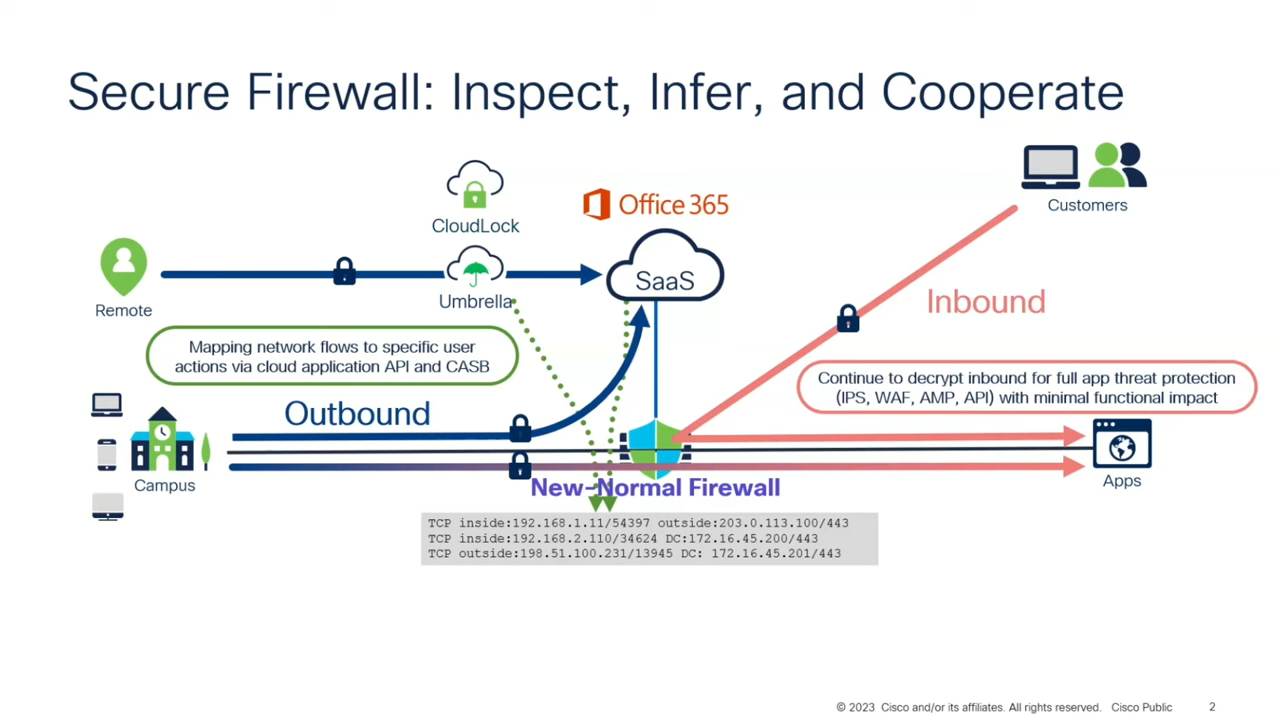 Secure Firewall: Inspect, Infer, and Cooperate
CloudLock
Office 365
Customers
SaaS
Umbrella
Remote
Inbound
Mapping network flows to specific user
actions via cloud application API and CASB
Continue to decrypt inbound for full app threat protection
(IPS, WAF, AMP, API) with minimal functional impact
Outbound
Campus
New-Normal Firewall
Apps
TCP inside:192.168.1.11/54397 outside:203.0.113.100/443
TCP inside:192.168.2.110/34624 DC:172.16.45.200/443
TCP outside:198.51.100.231/13945 DC: 172.16.45.201/443
© 2023 Cisco and/or its affiliates. All rights reserved. Cisco Public 2